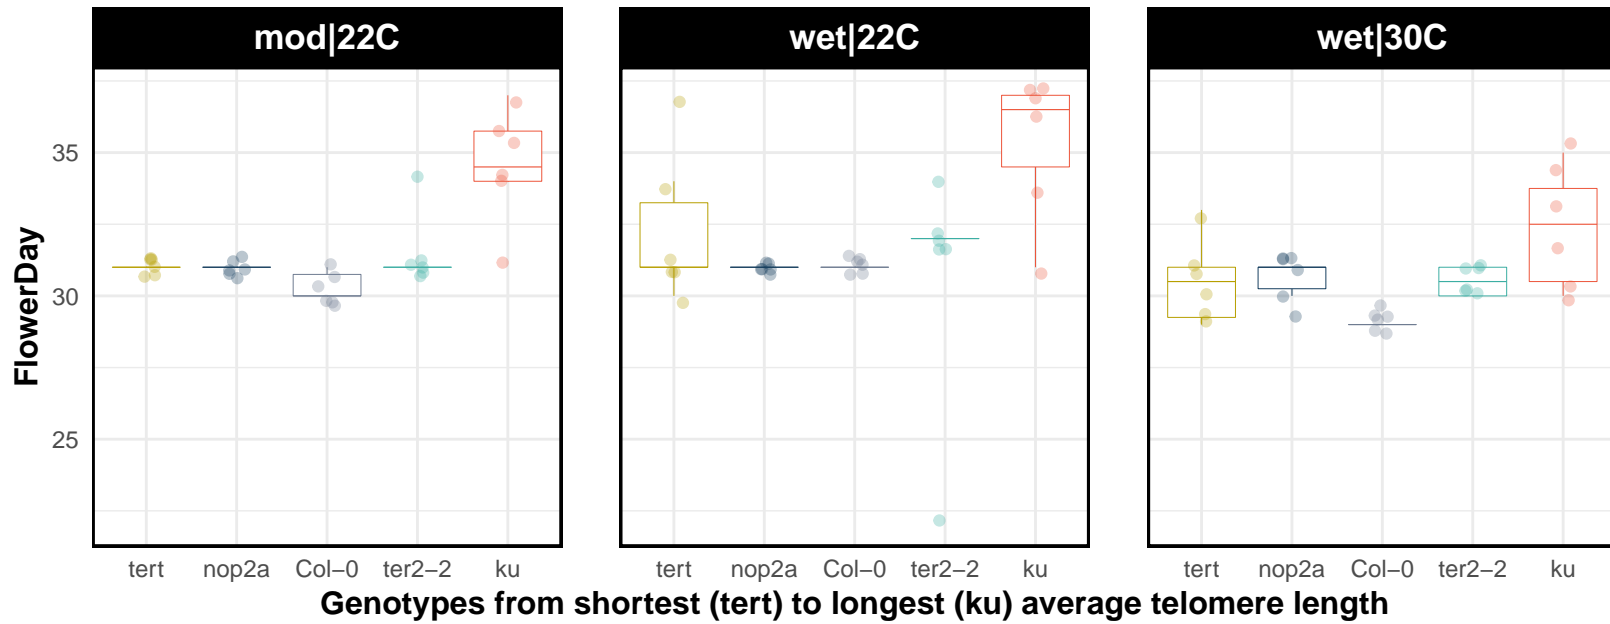 mod|22C wet|22C wet|30C
FlowerDay
35
30
25
tert nop2a Col−0 ter2−2 ku tert nop2a Col−0 ter2−2 ku tert nop2a Col−0 ter2−2 ku
Genotypes from shortest (tert) to longest (ku) average telomere length